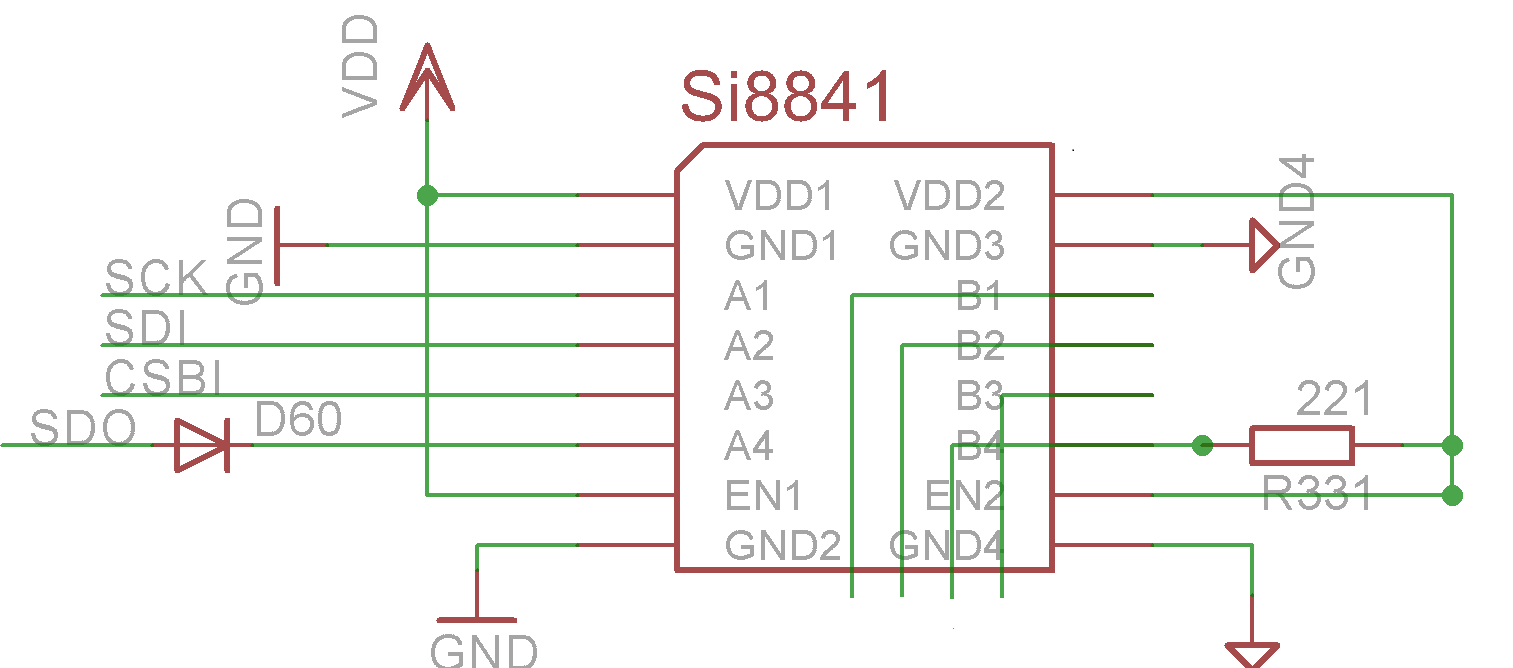 VDD
Si8841
VDD1 VDD2
GND4
GND
GND1 GND3
SCK
A1 B1
SDI
A2 B2
CSBI
A3 B3
221
SDO
D60
A4 B4
EN1 EN2
R331
GND2 GND4
GND